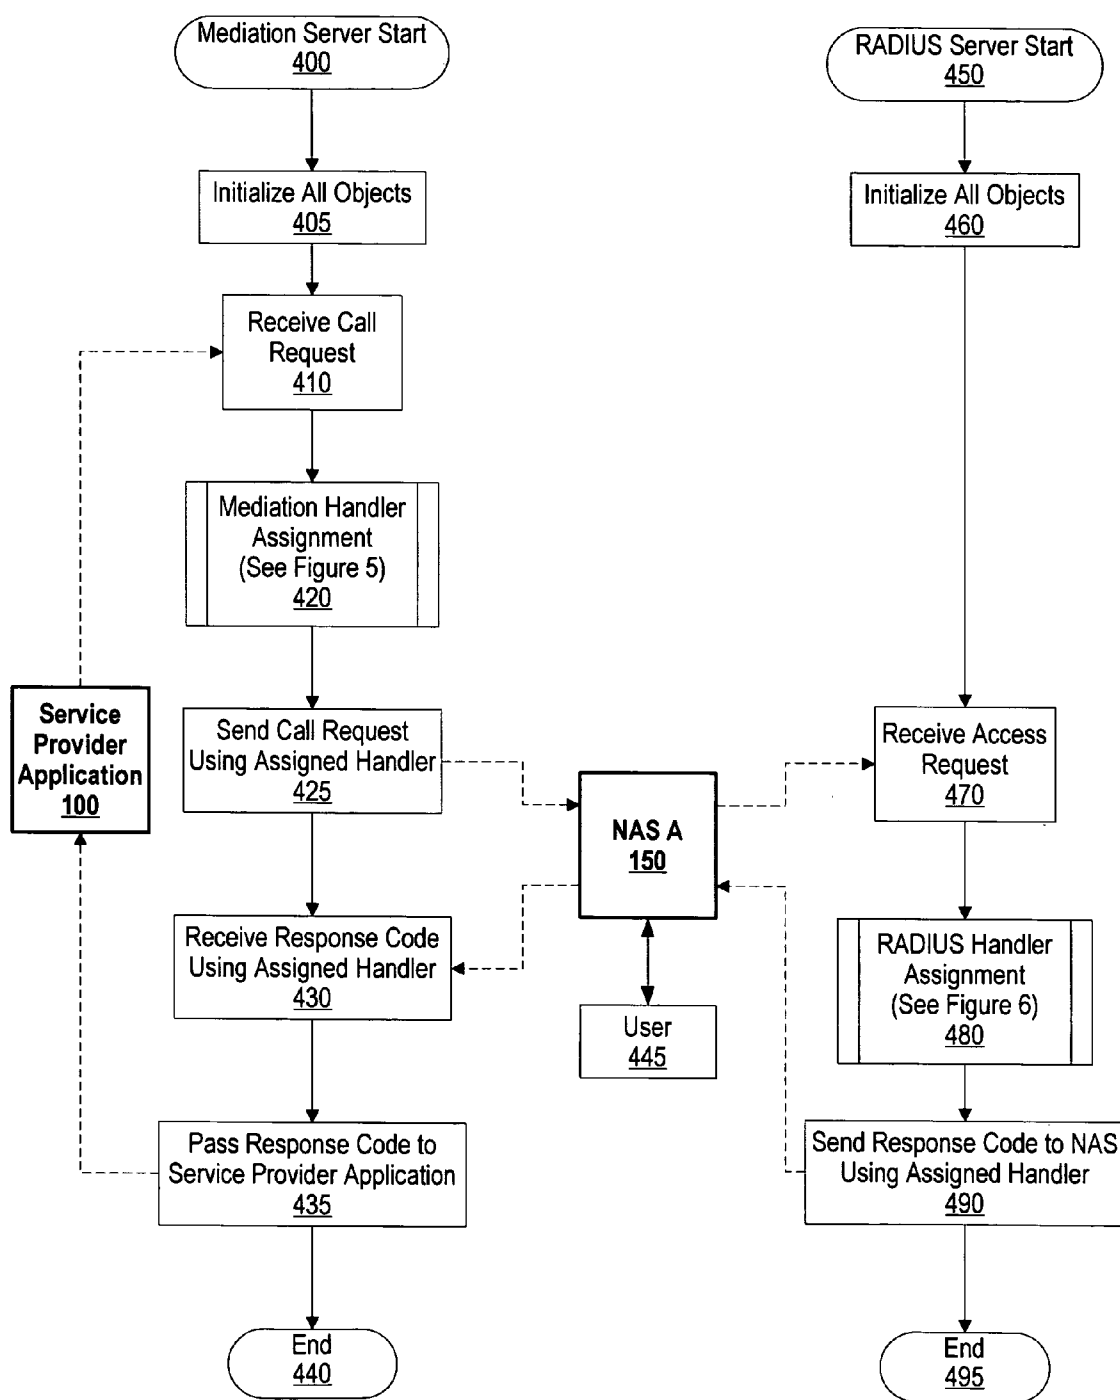 Mediation Server Start
400
RADIUS Server Start
450
Initialize All Objects
405
Initialize All Objects
460
Receive Call
Request
410
Mediation Handler
Assignment
(See Figure 5)
420
Service
Provider
Application
100
Send Call Request
Using Assigned Handler
425
NAS A
150
Receive Access
Request
470
Receive Response Code
Using Assigned Handler
430
User
445
RADIUS Handler
Assignment
(See Figure 6)
480
Pass Response Code to
Service Provider Application
435
Send Response Code to NAS
Using Assigned Handler
490
End
440
End
495